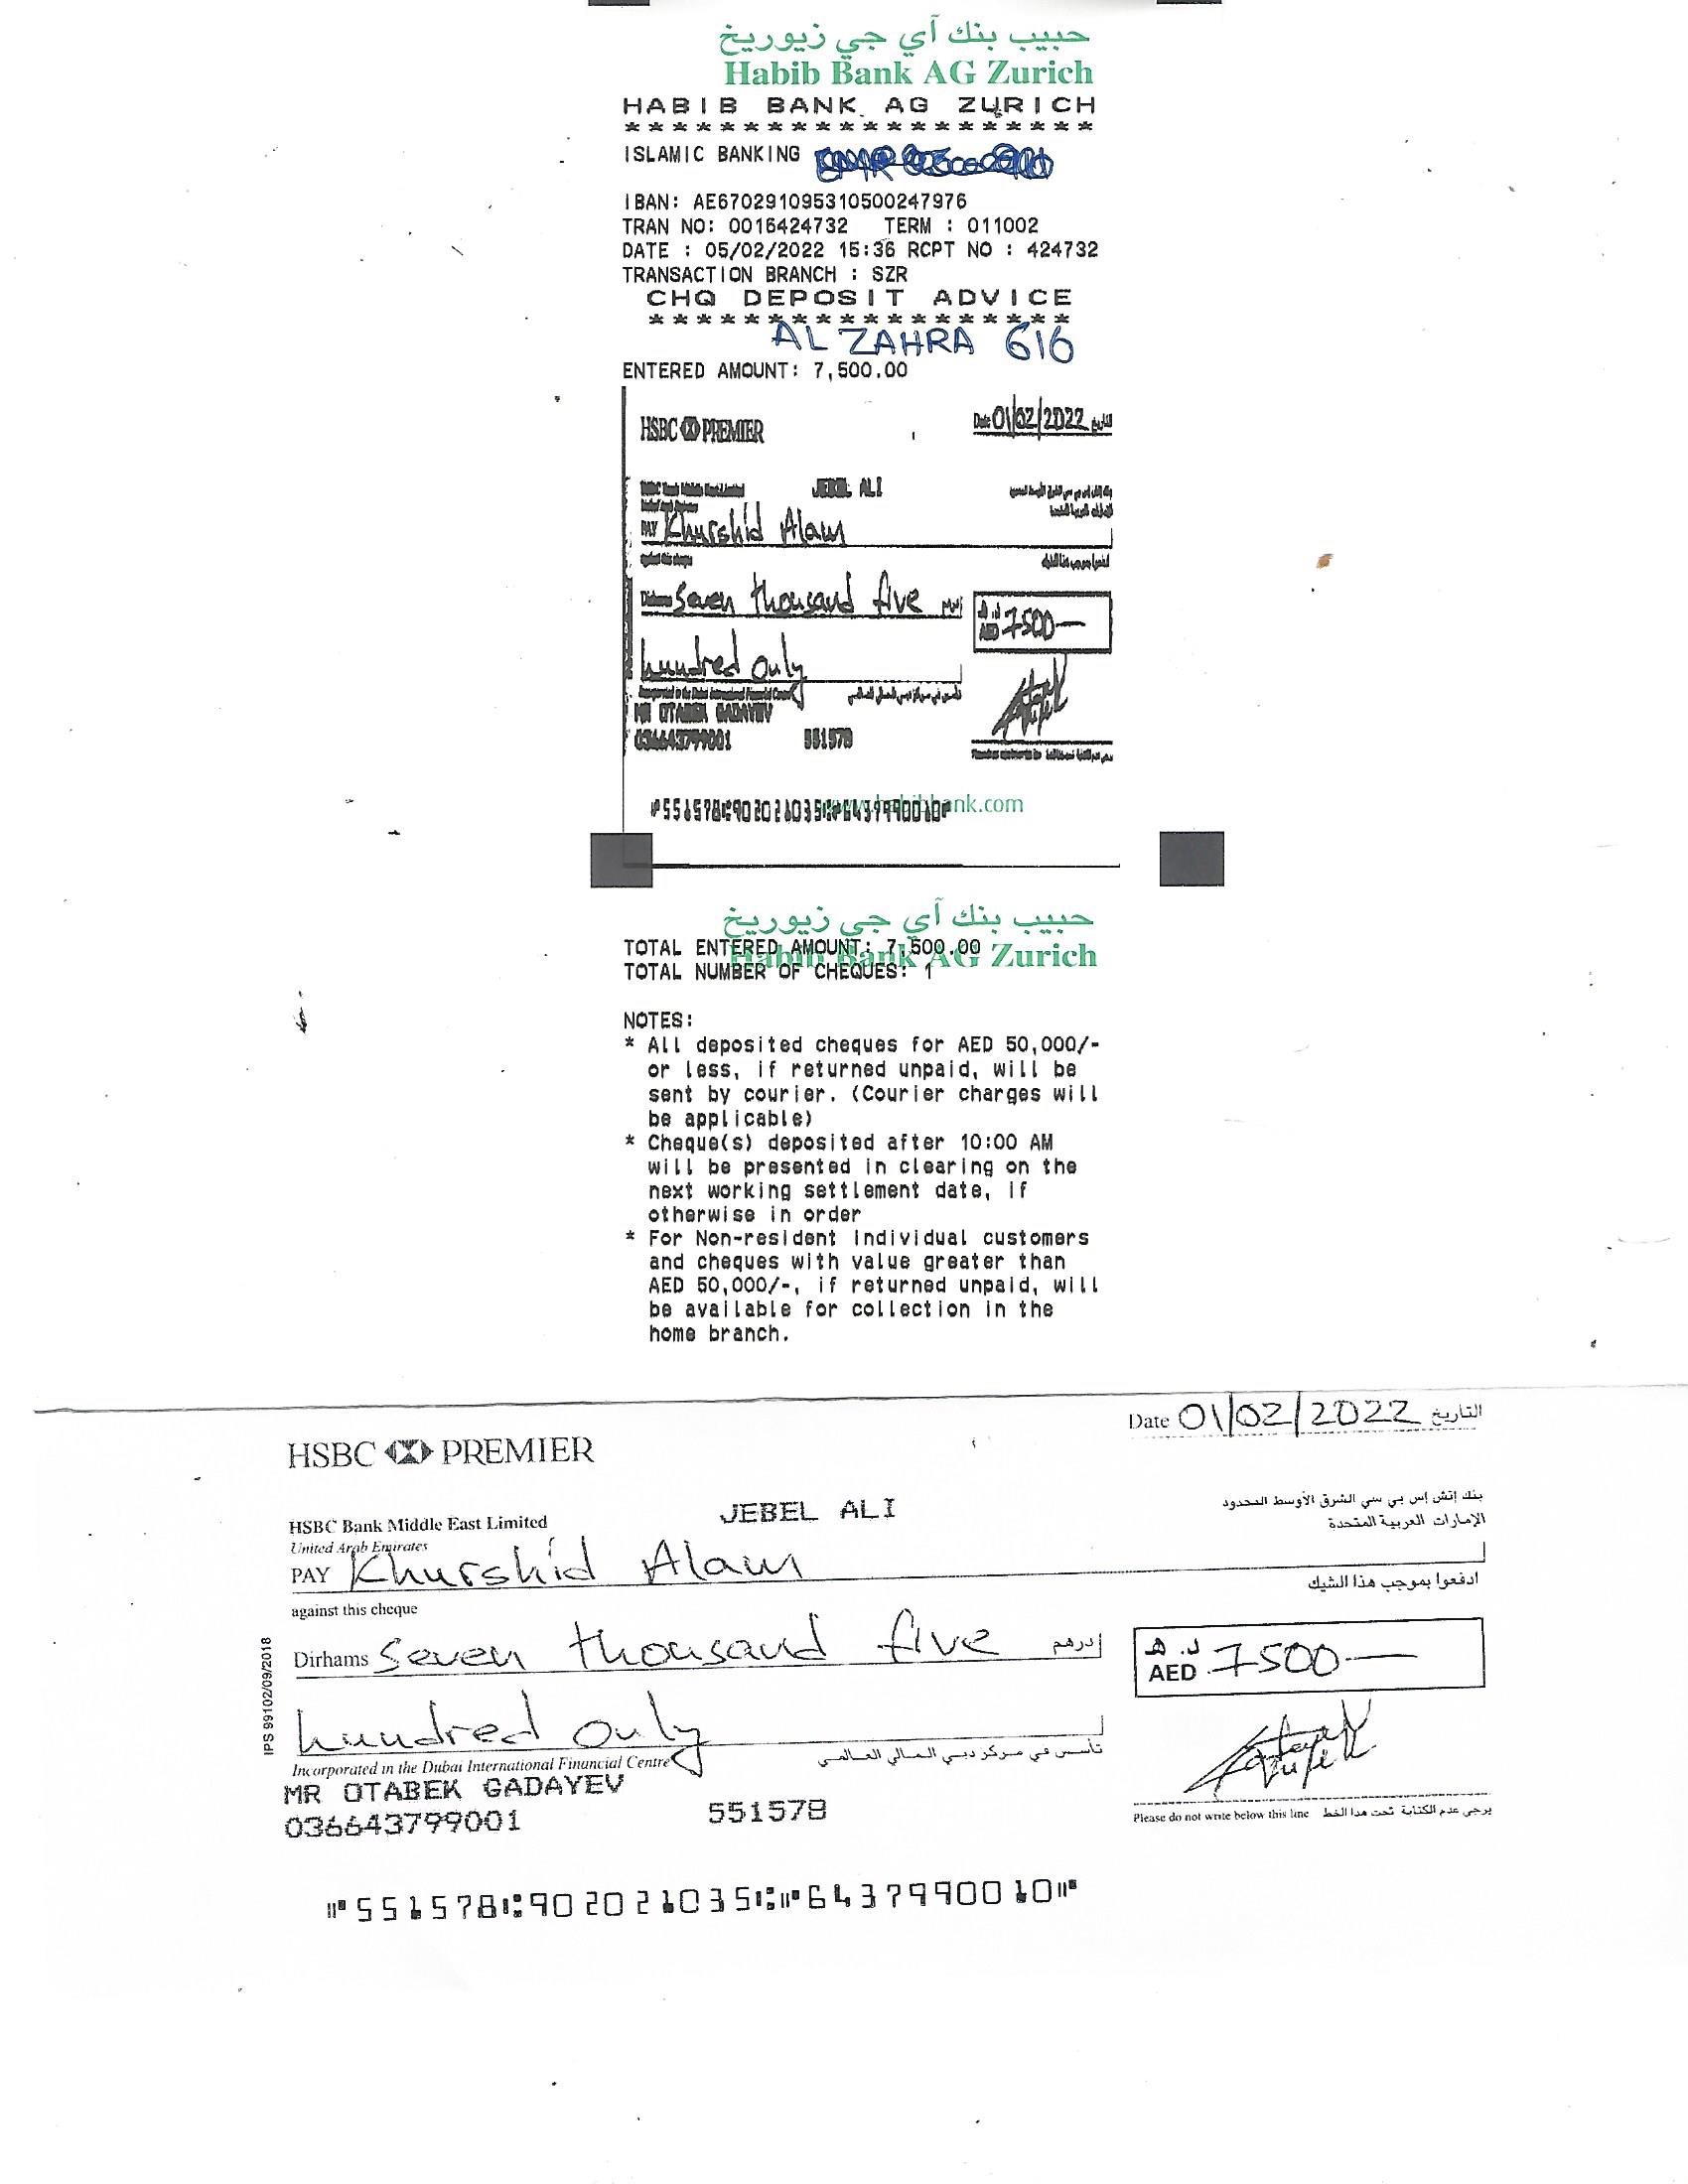 حبيب بنك آي جي زيوريخ
Habib Bank AG Zurich
HABIB BANK AG ZURICH
********************
ISLAMIC BANKING
IBAN: AE670291095310500247976
TRAN NO: 0016424732 TERM : 011002
DATE : 05/02/2022 15:36 RCPT NO : 424732
TRANSACTION BRANCH : SZR
CHQ DEPOSIT ADVICE
******************
AL ZAHRA 616
ENTERED AMOUNT: 7,500.00
HSBC PREMIER
Date 01/02/2022 التاريخ
JEBEL ALI
PAY Khurshid Alam
against this cheque
Dirhams Seven thousand five درهم
AED 7500—
hundred only
Incorporated in the Dubai International Financial Centre
MR OTABEK GADAYEV
036643799001 551578
⑈551578⑆902021035⑆⑈643799001⑈
www.habibbank.com
حبيب بنك آي جي زيوريخ
Habib Bank AG Zurich
TOTAL ENTERED AMOUNT: 7,500.00
TOTAL NUMBER OF CHEQUES: 1
NOTES:
* All deposited cheques for AED 50,000/-
or less, if returned unpaid, will be
sent by courier. (Courier charges will
be applicable)
* Cheque(s) deposited after 10:00 AM
will be presented in clearing on the
next working settlement date, if
otherwise in order
* For Non-resident Individual customers
and cheques with value greater than
AED 50,000/-, if returned unpaid, will
be available for collection in the
home branch.
Date 01/02/2022 التاريخ
HSBC PREMIER
JEBEL ALI
بنك إتش إس بي سي الشرق الأوسط المحدود
HSBC Bank Middle East Limited
الإمارات العربية المتحدة
United Arab Emirates
PAY Khurshid Alam
ادفعوا بموجب هذا الشيك
against this cheque
Dirhams Seven thousand five درهم
د.هـ
AED 7500—
hundred only
Incorporated in the Dubai International Financial Centre تأسس في مركز دبي المالي العالمي
MR OTABEK GADAYEV
036643799001 551578
Please do not write below this line يرجى عدم الكتابة تحت هذا الخط
IPS 99102/09/2018
⑈551578⑆902021035⑆⑈6437990010⑈